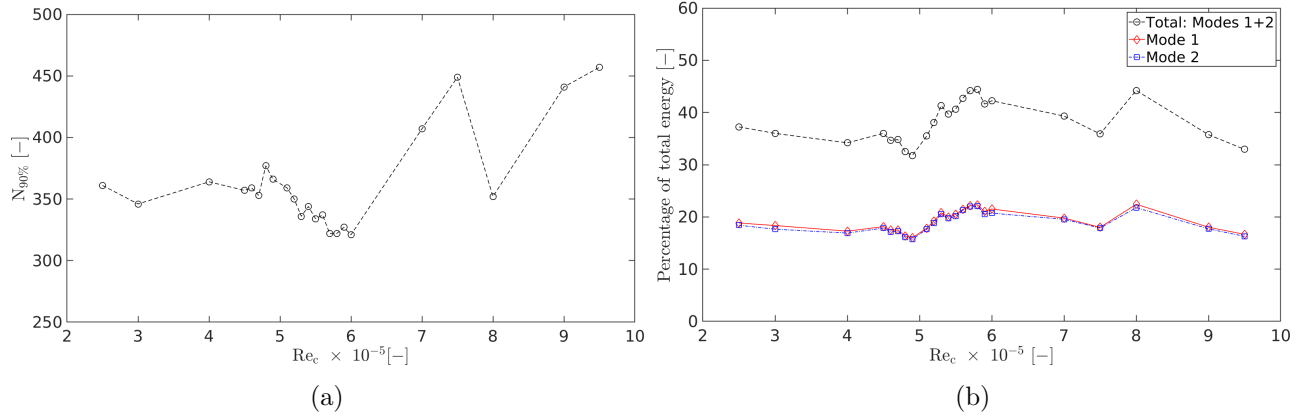 500
450
400
350
300
250
N90% [−]
2 3 4 5 6 7 8 9 10
Rec × 10−5[−]
(a)
60
50
40
30
20
10
0
Percentage of total energy [−]
Total: Modes 1+2
Mode 1
Mode 2
2 3 4 5 6 7 8 9 10
Rec × 10−5 [−]
(b)